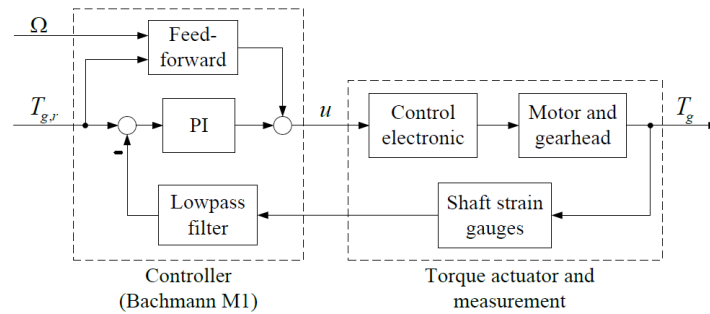 Ω
Feed-
forward
T_{g,r}
PI
u
Control
electronic
Motor and
gearhead
T_g
-
Lowpass
filter
Shaft strain
gauges
Controller
(Bachmann M1)
Torque actuator and
measurement